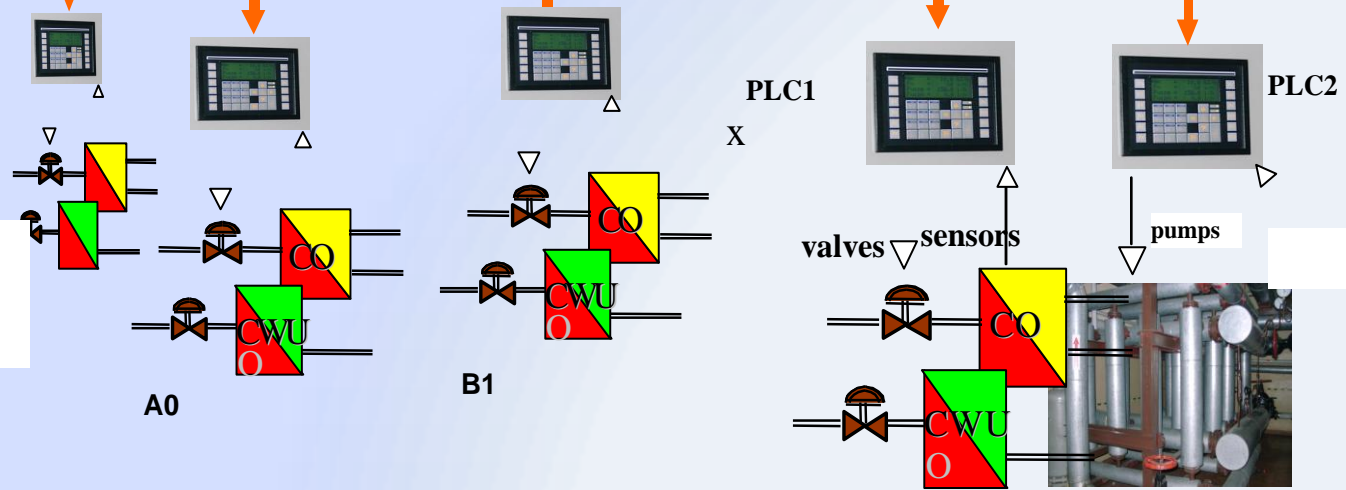 PLC1
PLC2
X
valves
sensors
pumps
CO
CWU
O
A0
CO
CWU
O
B1
CO
CWU
O